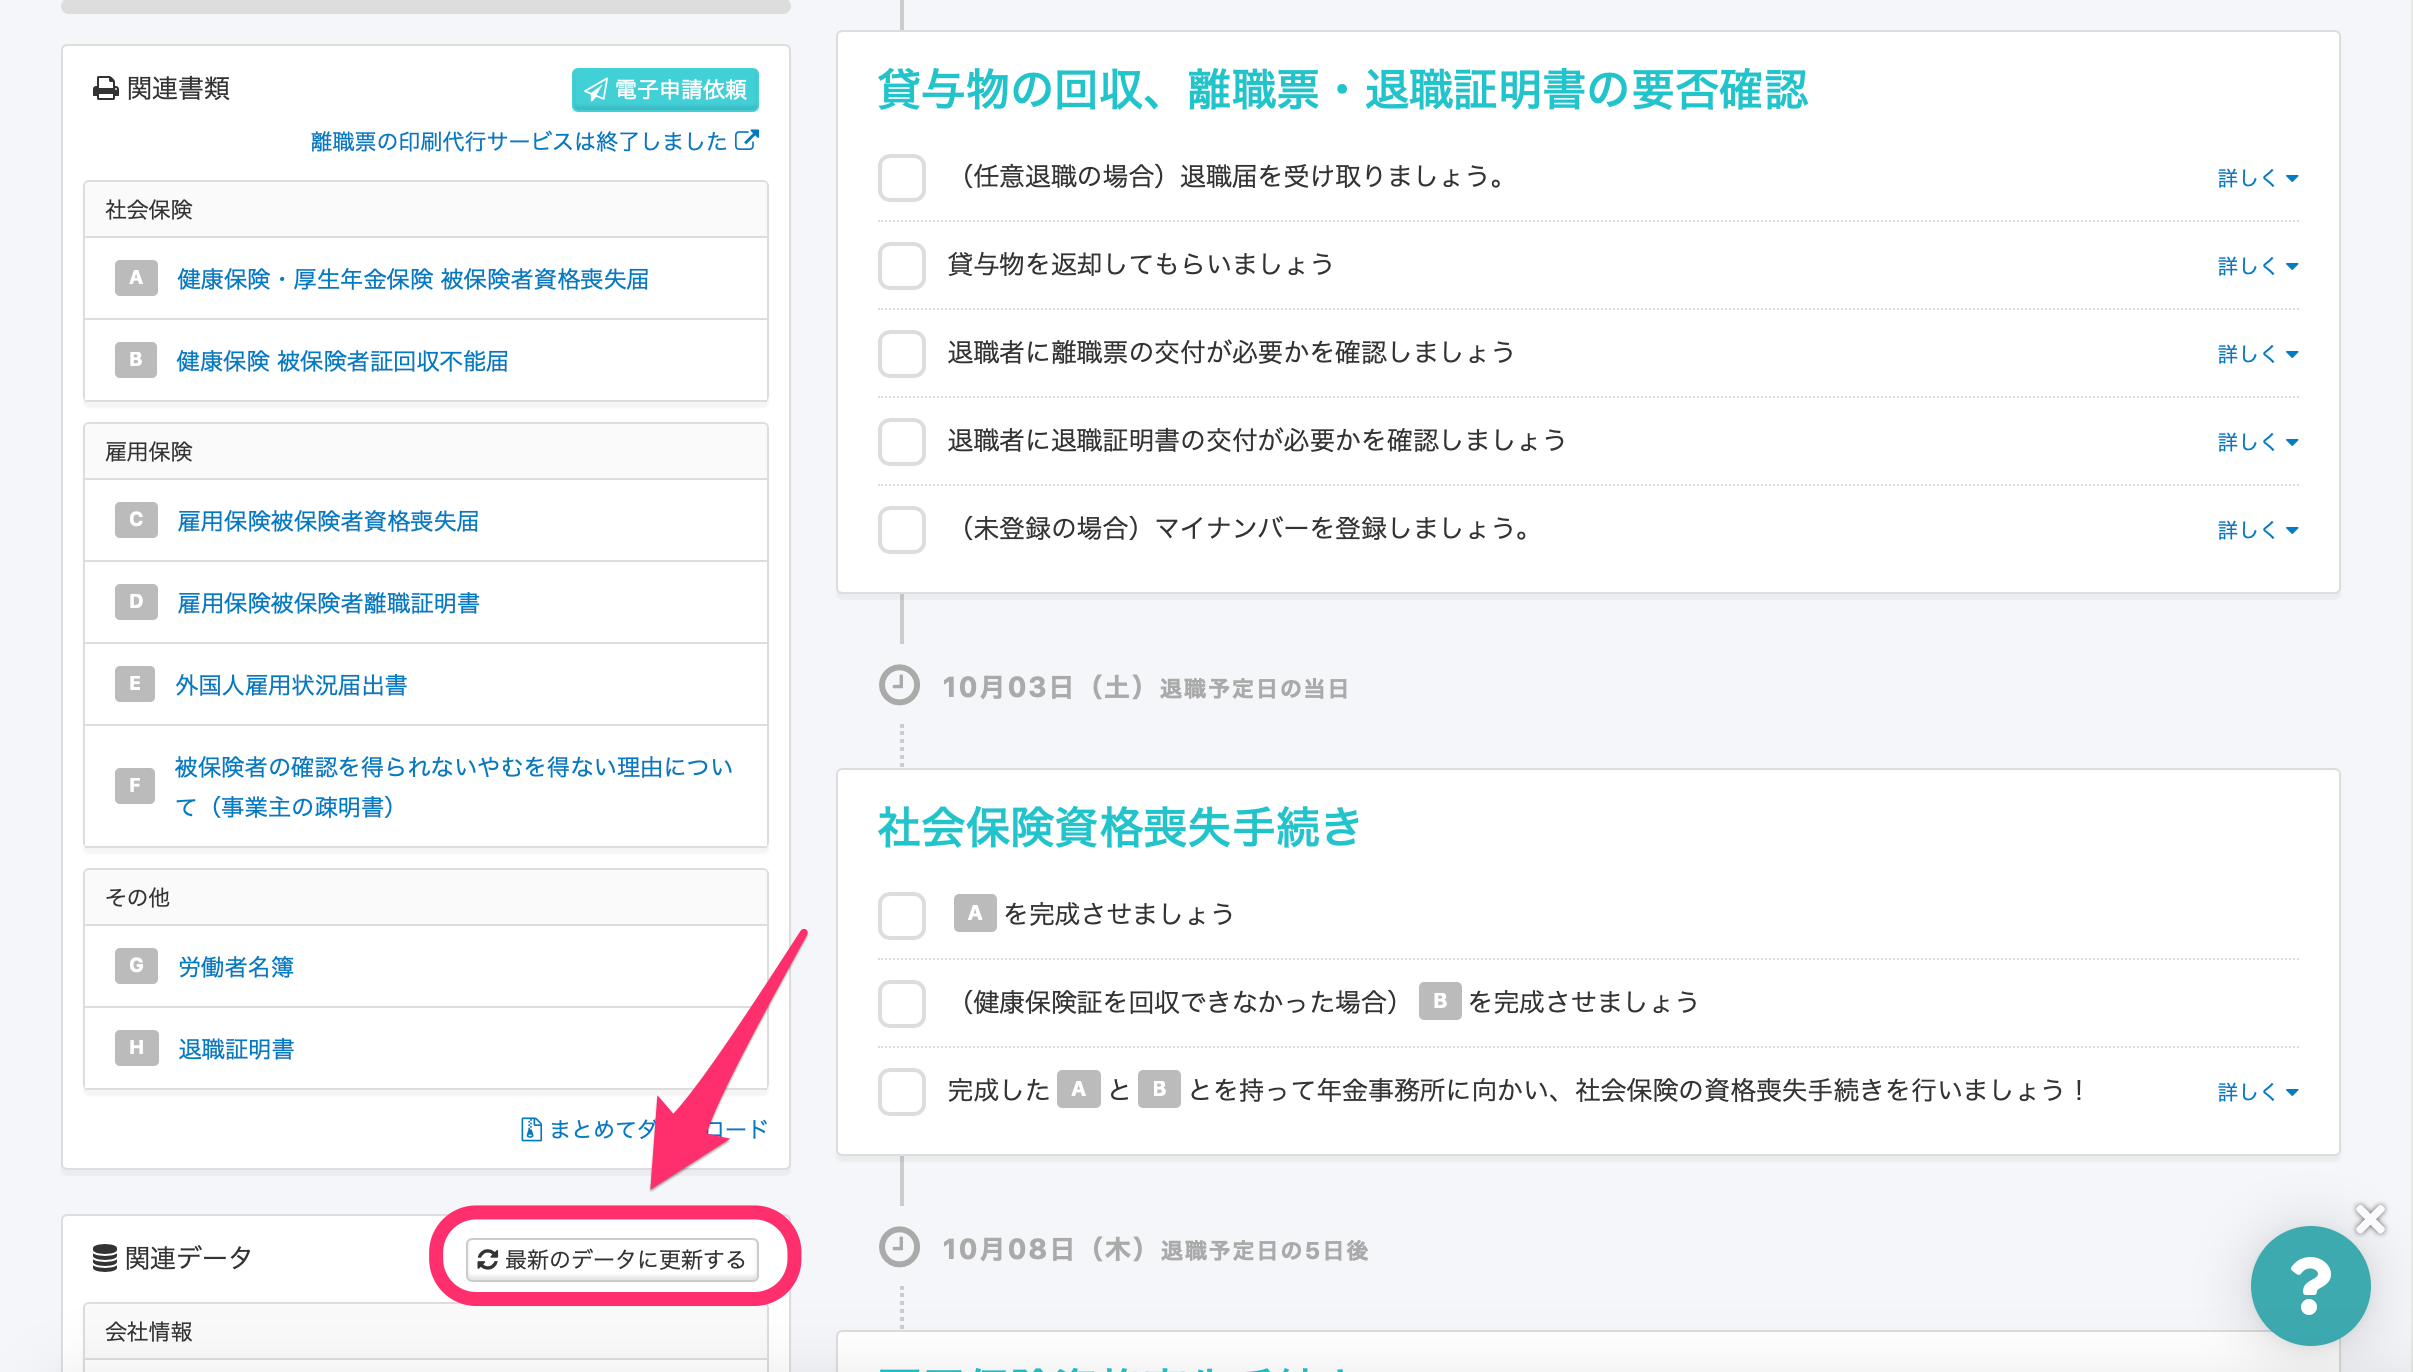 関連書類
電子申請依頼
離職票の印刷代行サービスは終了しました
社会保険
A 健康保険・厚生年金保険 被保険者資格喪失届
B 健康保険 被保険者証回収不能届
雇用保険
C 雇用保険被保険者資格喪失届
D 雇用保険被保険者離職証明書
E 外国人雇用状況届出書
F 被保険者の確認を得られないやむを得ない理由につい
て（事業主の疎明書）
その他
G 労働者名簿
H 退職証明書
まとめてダ ロード
関連データ
最新のデータに更新する
会社情報
貸与物の回収、離職票・退職証明書の要否確認
（任意退職の場合）退職届を受け取りましょう。 詳しく
貸与物を返却してもらいましょう 詳しく
退職者に離職票の交付が必要かを確認しましょう 詳しく
退職者に退職証明書の交付が必要かを確認しましょう 詳しく
（未登録の場合）マイナンバーを登録しましょう。 詳しく
10月03日（土）退職予定日の当日
社会保険資格喪失手続き
A を完成させましょう
（健康保険証を回収できなかった場合） B を完成させましょう
完成した A と B とを持って年金事務所に向かい、社会保険の資格喪失手続きを行いましょう！ 詳しく
10月08日（木）退職予定日の5日後
?